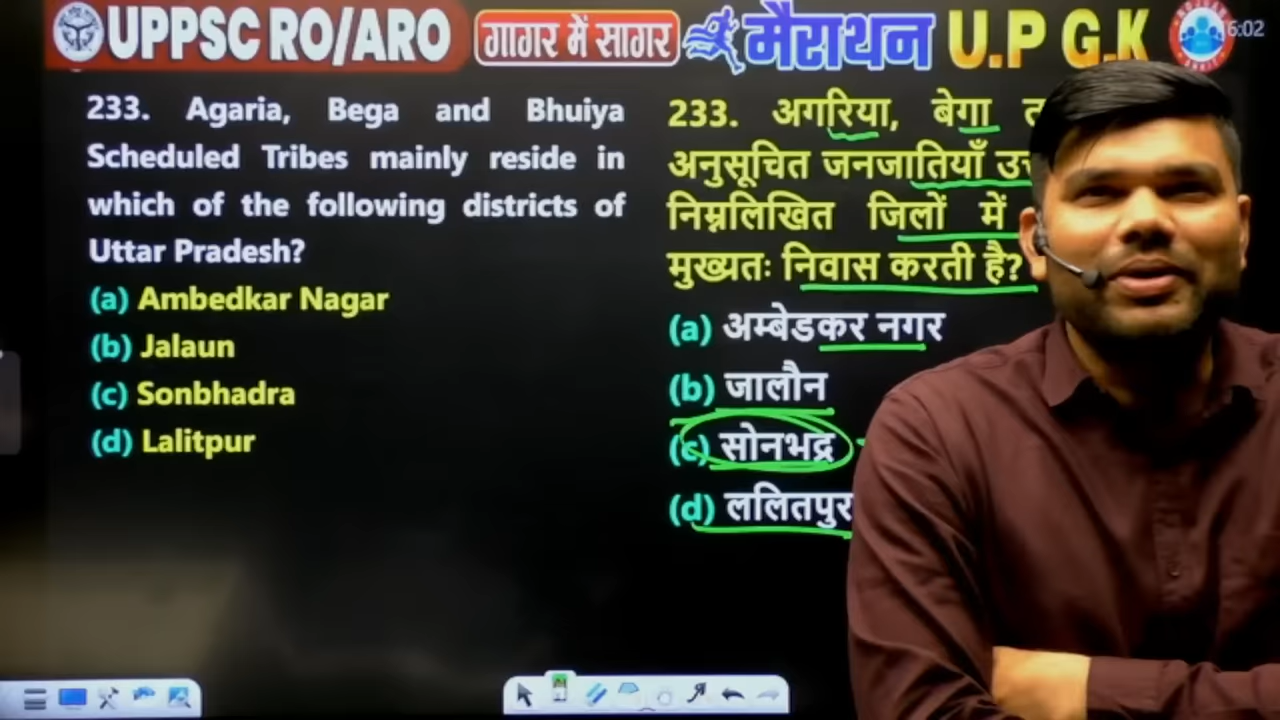 UPPSC RO/ARO गागर में सागर मैराथन U.P G.K
6:02
233. Agaria, Bega and Bhuiya
Scheduled Tribes mainly reside in
which of the following districts of
Uttar Pradesh?
(a) Ambedkar Nagar
(b) Jalaun
(c) Sonbhadra
(d) Lalitpur
233. अगरिया, बेगा
अनुसूचित जनजातियाँ
निम्नलिखित जिलों में
मुख्यतः निवास करती है?
(a) अम्बेडकर नगर
(b) जालौन
(c) सोनभद्र
(d) ललितपुर